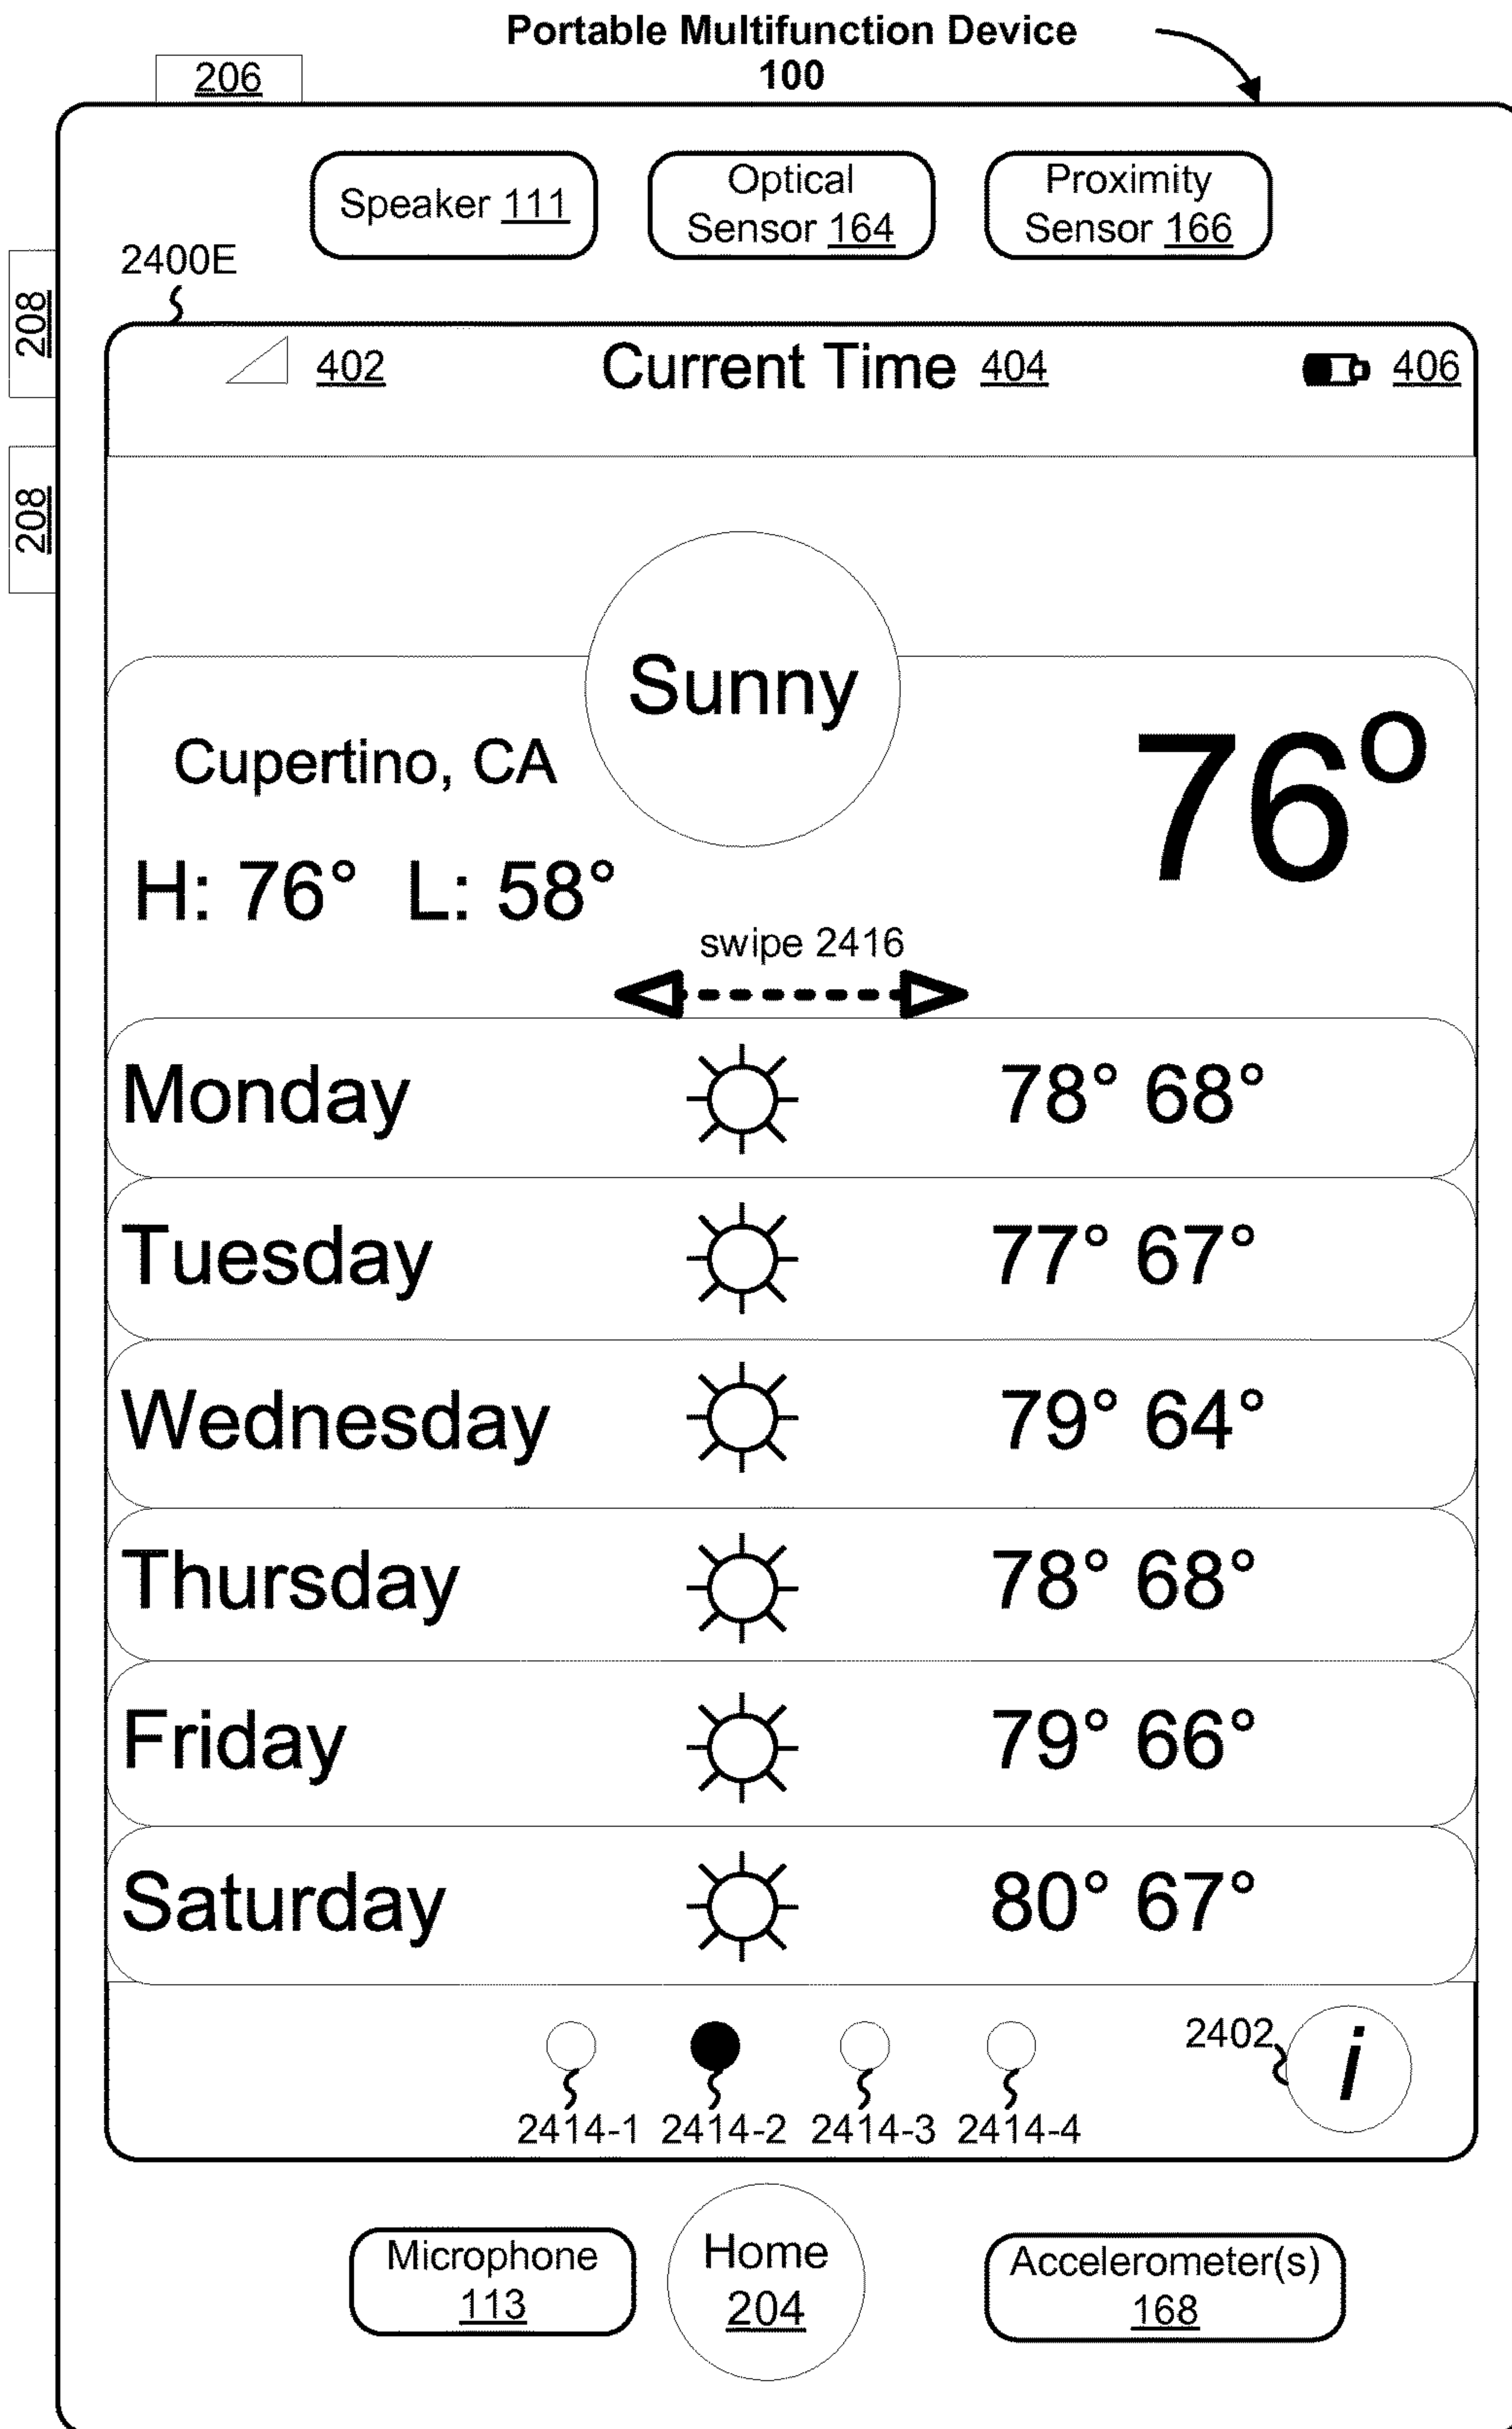 Portable Multifunction Device
100
206
Speaker 111
Optical
Sensor 164
Proximity
Sensor 166
2400E
208
208
402
Current Time 404
406
Sunny
Cupertino, CA
76°
H: 76° L: 58°
swipe 2416
Monday 78° 68°
Tuesday 77° 67°
Wednesday 79° 64°
Thursday 78° 68°
Friday 79° 66°
Saturday 80° 67°
2402
i
2414-1 2414-2 2414-3 2414-4
Microphone
113
Home
204
Accelerometer(s)
168